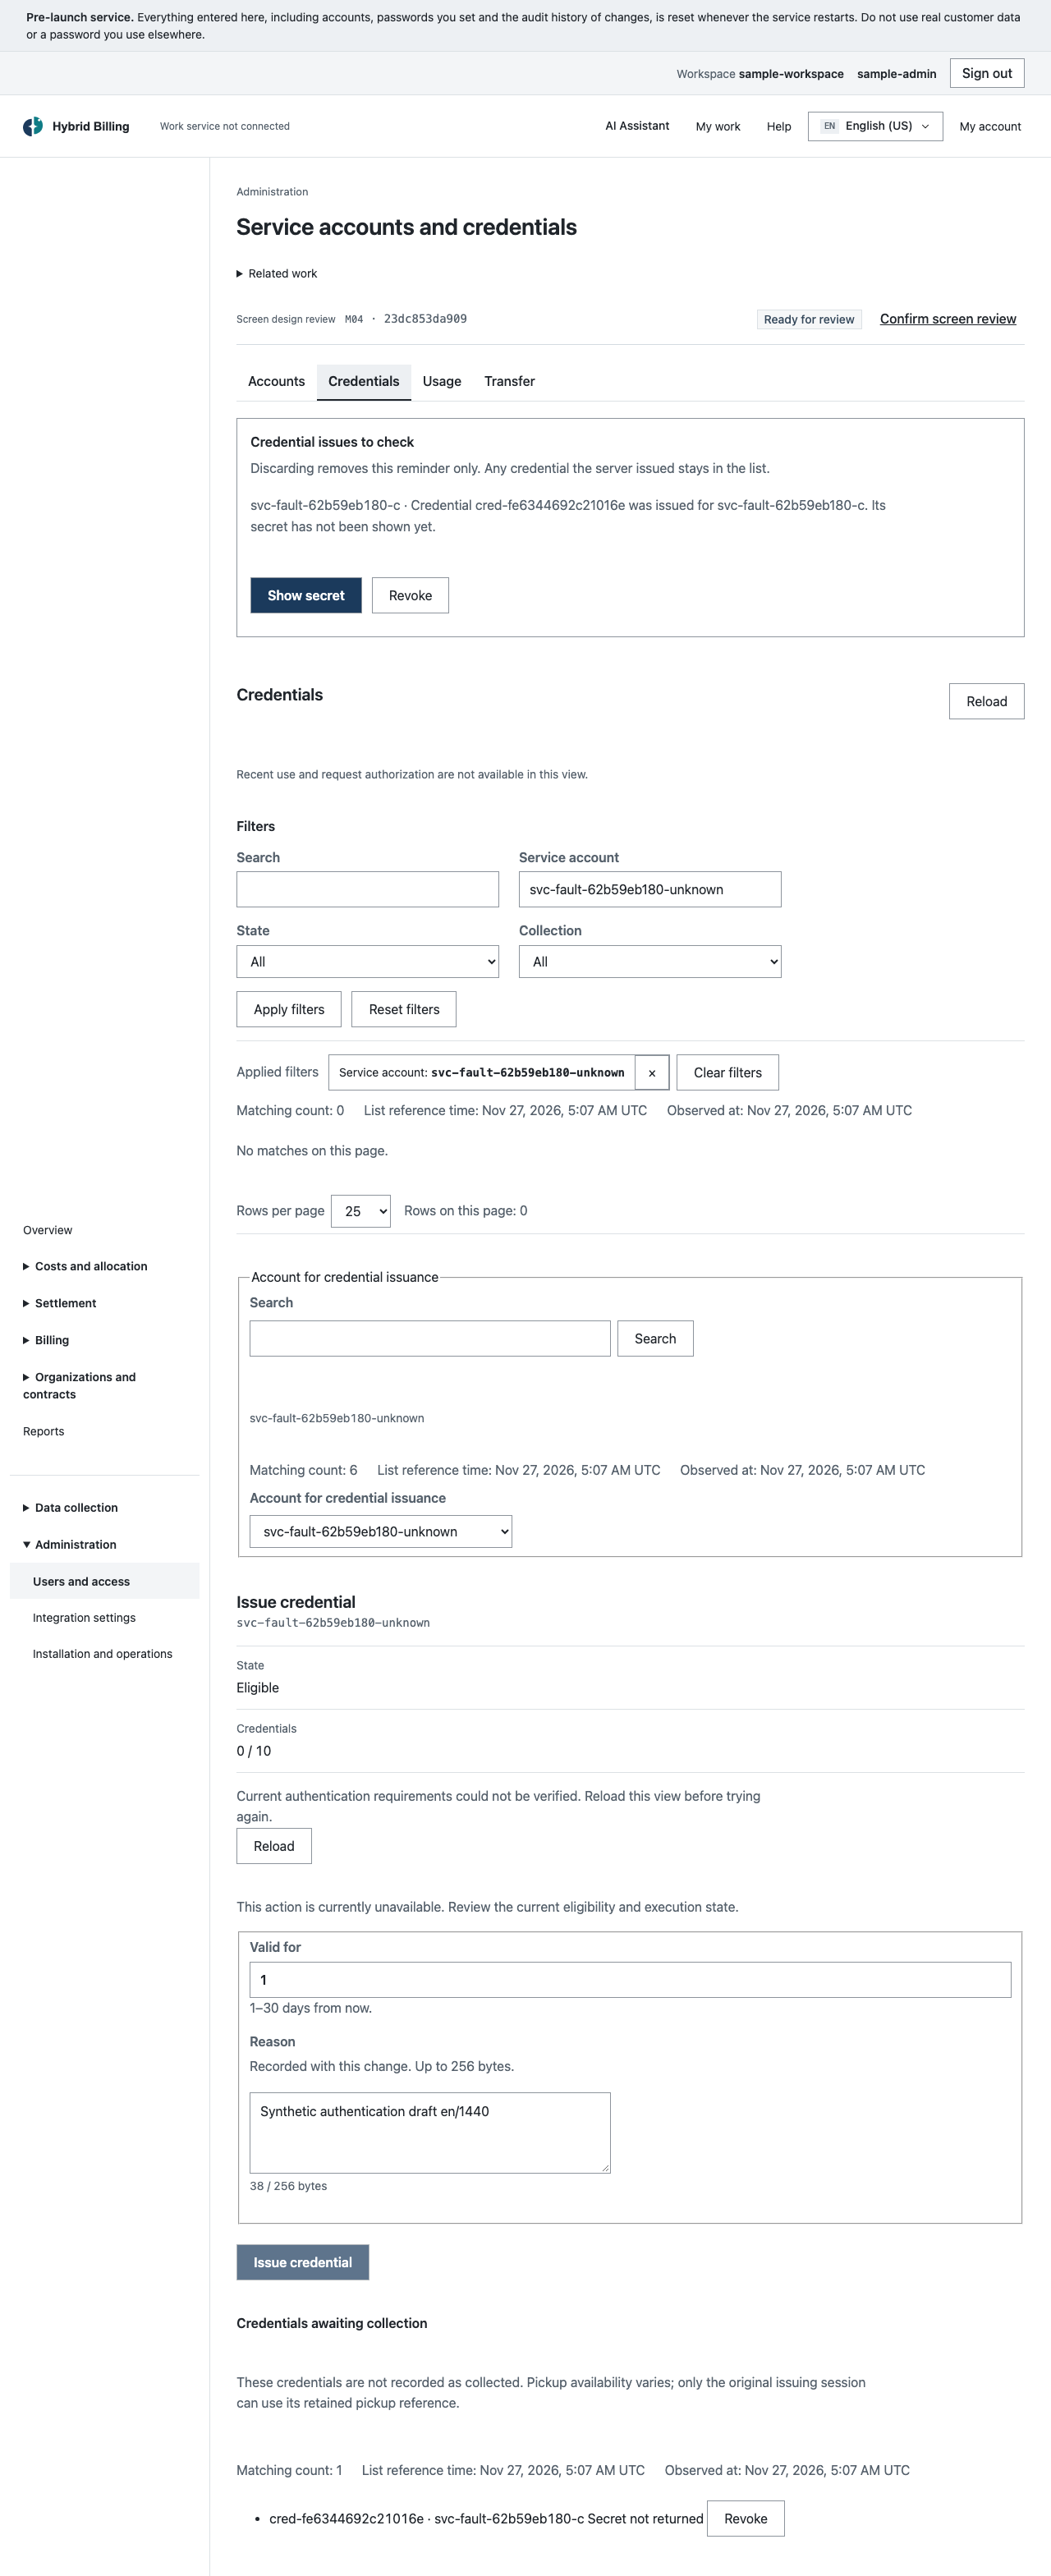 Pre-launch service. Everything entered here, including accounts, passwords you set and the audit history of changes, is reset whenever the service restarts. Do not use real customer data
or a password you use elsewhere.
Workspace sample-workspace sample-admin Sign out
Hybrid Billing Work service not connected AI Assistant My work Help EN English (US) My account
Administration
Service accounts and credentials
Related work
Screen design review M04 · 23dc853da909 Ready for review Confirm screen review
Accounts Credentials Usage Transfer
Credential issues to check
Discarding removes this reminder only. Any credential the server issued stays in the list.
svc-fault-62b59eb180-c · Credential cred-fe6344692c21016e was issued for svc-fault-62b59eb180-c. Its
secret has not been shown yet.
Show secret Revoke
Credentials Reload
Recent use and request authorization are not available in this view.
Filters
Search Service account
svc-fault-62b59eb180-unknown
State Collection
All All
Apply filters Reset filters
Applied filters Service account: svc-fault-62b59eb180-unknown × Clear filters
Matching count: 0 List reference time: Nov 27, 2026, 5:07 AM UTC Observed at: Nov 27, 2026, 5:07 AM UTC
No matches on this page.
Rows per page 25 Rows on this page: 0
Overview
Costs and allocation
Settlement
Billing
Organizations and
contracts
Reports
Data collection
Administration
Users and access
Integration settings
Installation and operations
Account for credential issuance
Search
Search
svc-fault-62b59eb180-unknown
Matching count: 6 List reference time: Nov 27, 2026, 5:07 AM UTC Observed at: Nov 27, 2026, 5:07 AM UTC
Account for credential issuance
svc-fault-62b59eb180-unknown
Issue credential
svc-fault-62b59eb180-unknown
State
Eligible
Credentials
0 / 10
Current authentication requirements could not be verified. Reload this view before trying
again.
Reload
This action is currently unavailable. Review the current eligibility and execution state.
Valid for
1
1–30 days from now.
Reason
Recorded with this change. Up to 256 bytes.
Synthetic authentication draft en/1440
38 / 256 bytes
Issue credential
Credentials awaiting collection
These credentials are not recorded as collected. Pickup availability varies; only the original issuing session
can use its retained pickup reference.
Matching count: 1 List reference time: Nov 27, 2026, 5:07 AM UTC Observed at: Nov 27, 2026, 5:07 AM UTC
• cred-fe6344692c21016e · svc-fault-62b59eb180-c Secret not returned Revoke